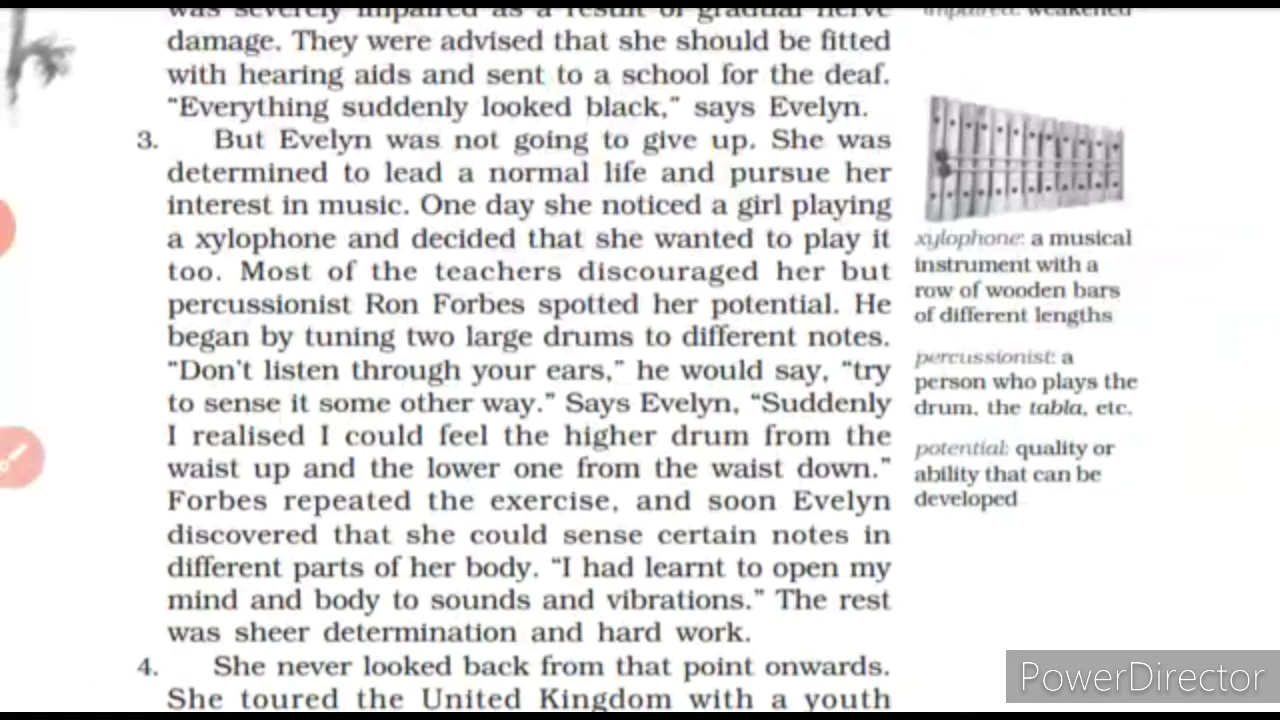 was severely impaired as a result of gradual nerve
damage. They were advised that she should be fitted
with hearing aids and sent to a school for the deaf.
“Everything suddenly looked black,” says Evelyn.
3. But Evelyn was not going to give up. She was
determined to lead a normal life and pursue her
interest in music. One day she noticed a girl playing
a xylophone and decided that she wanted to play it
too. Most of the teachers discouraged her but
percussionist Ron Forbes spotted her potential. He
began by tuning two large drums to different notes.
“Don't listen through your ears,” he would say, “try
to sense it some other way.” Says Evelyn, “Suddenly
I realised I could feel the higher drum from the
waist up and the lower one from the waist down.”
Forbes repeated the exercise, and soon Evelyn
discovered that she could sense certain notes in
different parts of her body. “I had learnt to open my
mind and body to sounds and vibrations.” The rest
was sheer determination and hard work.
4. She never looked back from that point onwards.
She toured the United Kingdom with a youth
impaired: weakened
xylophone: a musical
instrument with a
row of wooden bars
of different lengths
percussionist: a
person who plays the
drum, the tabla, etc.
potential: quality or
ability that can be
developed
PowerDirector